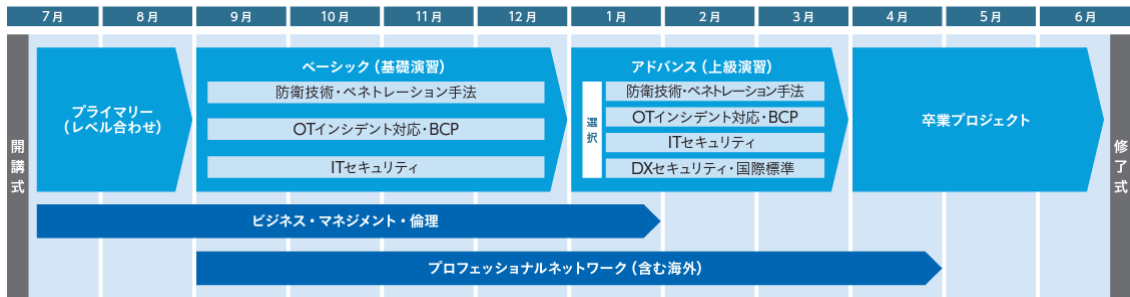 7月 8月 9月 10月 11月 12月 1月 2月 3月 4月 5月 6月
開講式
プライマリー
(レベル合わせ)
ベーシック(基礎演習)
防衛技術・ペネトレーション手法
OTインシデント対応・BCP
ITセキュリティ
アドバンス(上級演習)
選択
防衛技術・ペネトレーション手法
OTインシデント対応・BCP
ITセキュリティ
DXセキュリティ・国際標準
卒業プロジェクト
修了式
ビジネス・マネジメント・倫理
プロフェッショナルネットワーク(含む海外)